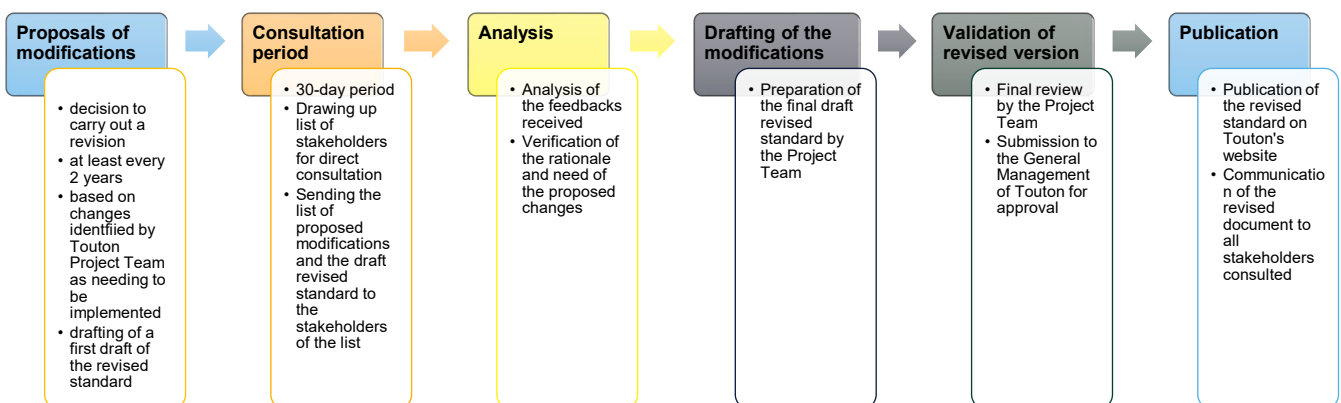 Proposals of
modifications
• decision to
carry out a
revision
• at least every
2 years
• based on
changes
identfiied by
Touton
Project Team
as needing to
be
implemented
• drafting of a
first draft of
the revised
standard
Consultation
period
• 30-day period
• Drawing up
list of
stakeholders
for direct
consultation
• Sending the
list of
proposed
modifications
and the draft
revised
standard to
the
stakeholders
of the list
Analysis
• Analysis of
the feedbacks
received
• Verification of
the rationale
and need of
the proposed
changes
Drafting of the
modifications
• Preparation of
the final draft
revised
standard by
the Project
Team
Validation of
revised version
• Final review
by the Project
Team
• Submission to
the General
Management
of Touton for
approval
Publication
• Publication of
the revised
standard on
Touton's
website
• Communicatio
n of the
revised
document to
all
stakeholders
consulted